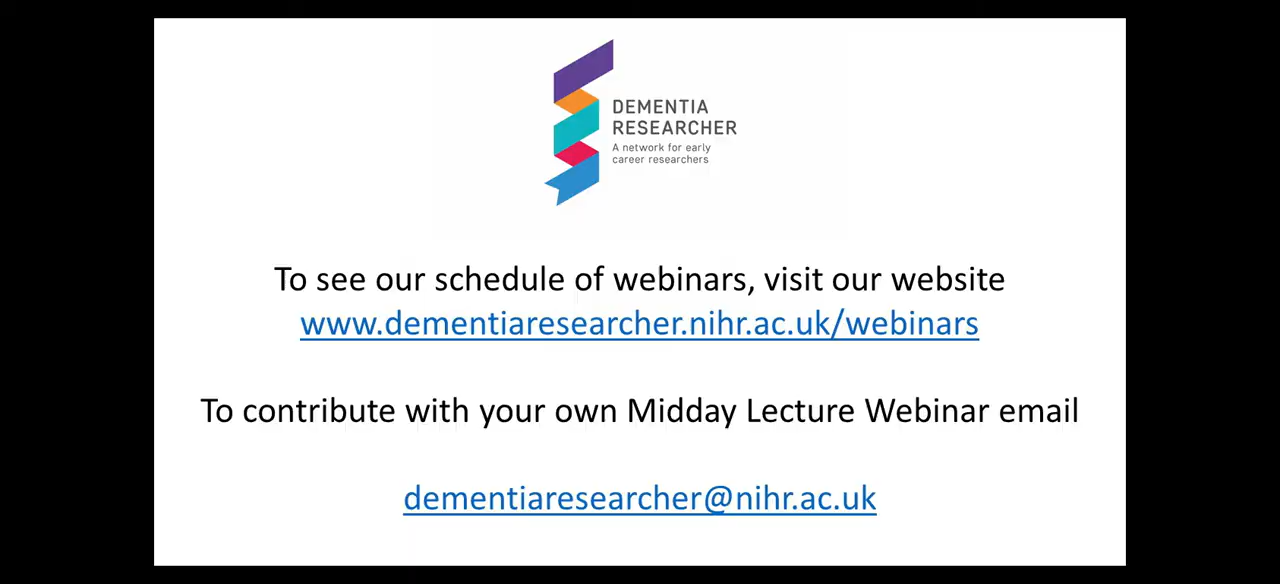 DEMENTIA
RESEARCHER
A network for early
career researchers
To see our schedule of webinars, visit our website
www.dementiaresearcher.nihr.ac.uk/webinars
To contribute with your own Midday Lecture Webinar email
dementiaresearcher@nihr.ac.uk